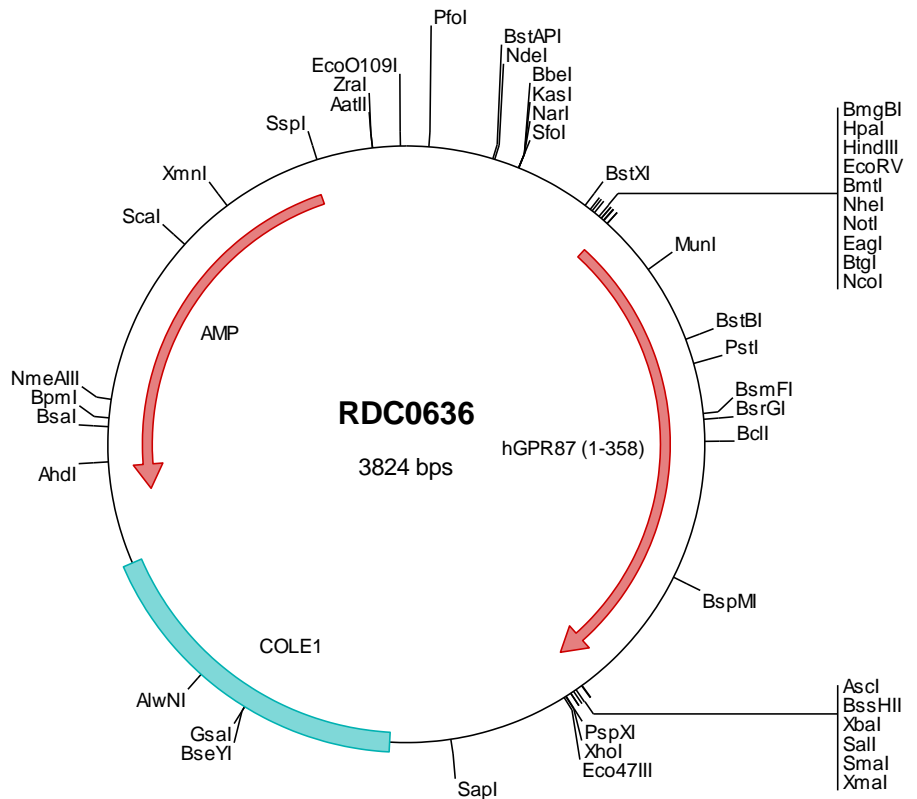 PfoI
EcoO109I
ZraI
AatII
SspI
XmnI
ScaI
BstAPI
NdeI
BbeI
KasI
NarI
SfoI
BstXI
BmgBI
HpaI
HindIII
EcoRV
BmtI
NheI
NotI
EagI
BtgI
NcoI
MunI
BstBI
PstI
BsmFI
BsrGI
BclI
AMP
NmeAIII
BpmI
BsaI
AhdI
RDC0636
3824 bps
hGPR87 (1-358)
BspMI
COLE1
AlwNI
GsaI
BseYI
SapI
PspXI
XhoI
Eco47III
AscI
BssHII
XbaI
SalI
SmaI
XmaI